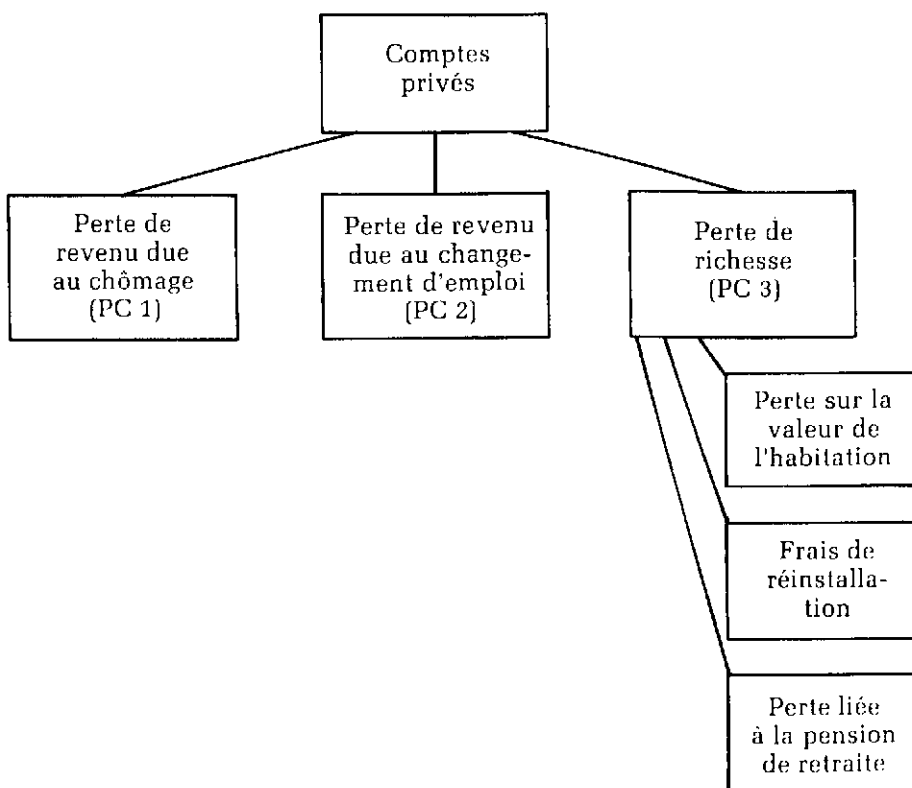 Comptes
privés
Perte de
revenu due
au chômage
(PC 1)
Perte de revenu
due au change-
ment d'emploi
(PC 2)
Perte de
richesse
(PC 3)
Perte sur la
valeur de
l'habitation
Frais de
réinstalla-
tion
Perte liée
à la pension
de retraite